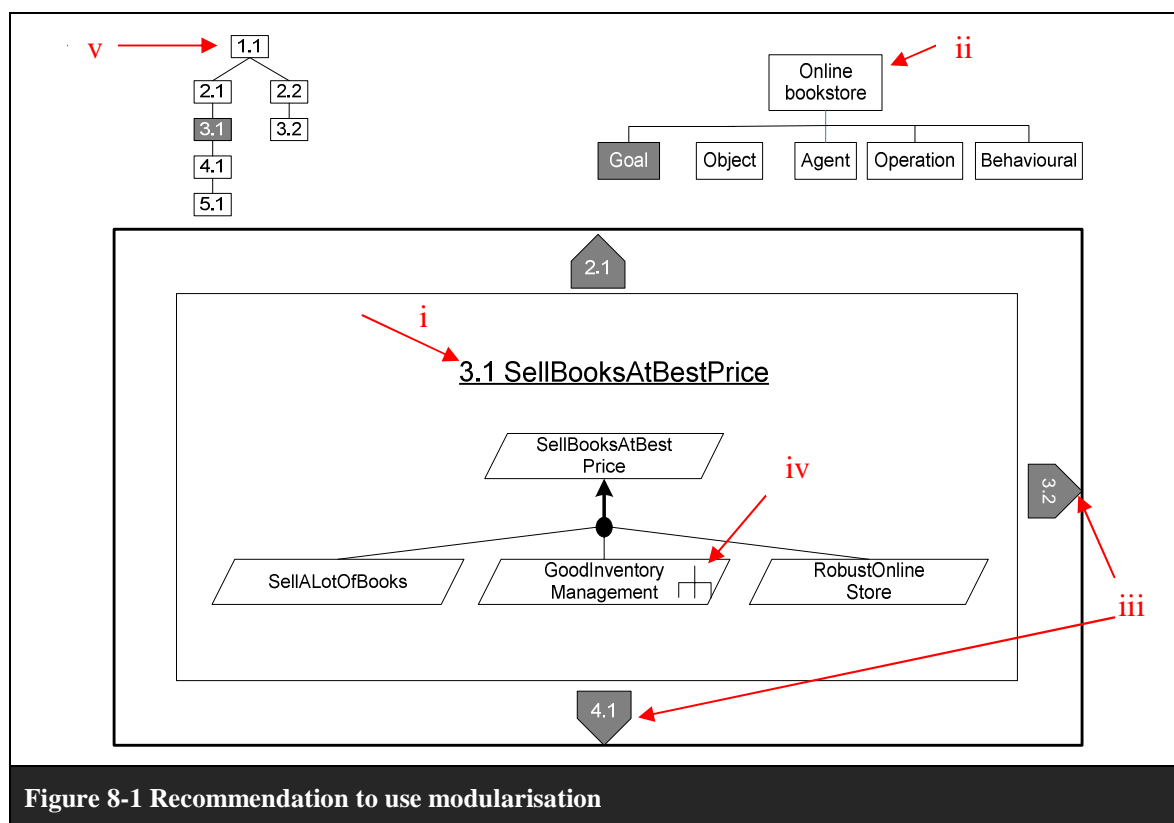 v
1.1
2.1
2.2
3.1
3.2
4.1
5.1
ii
Online
bookstore
Goal
Object
Agent
Operation
Behavioural
2.1
i
3.1 SellBooksAtBestPrice
SellBooksAtBest
Price
iv
3.2
SellALotOfBooks
GoodInventory
Management
RobustOnline
Store
iii
4.1
Figure 8-1 Recommendation to use modularisation